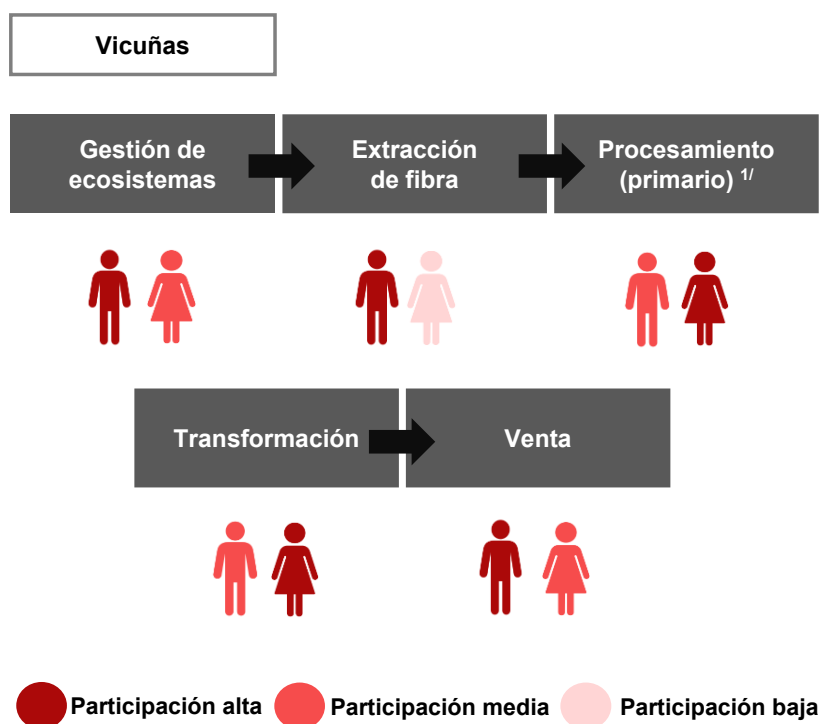 Vicuñas
Gestión de
ecosistemas
Extracción
de fibra
Procesamiento
(primario) 1/
Transformación
Venta
Participación alta
Participación media
Participación baja